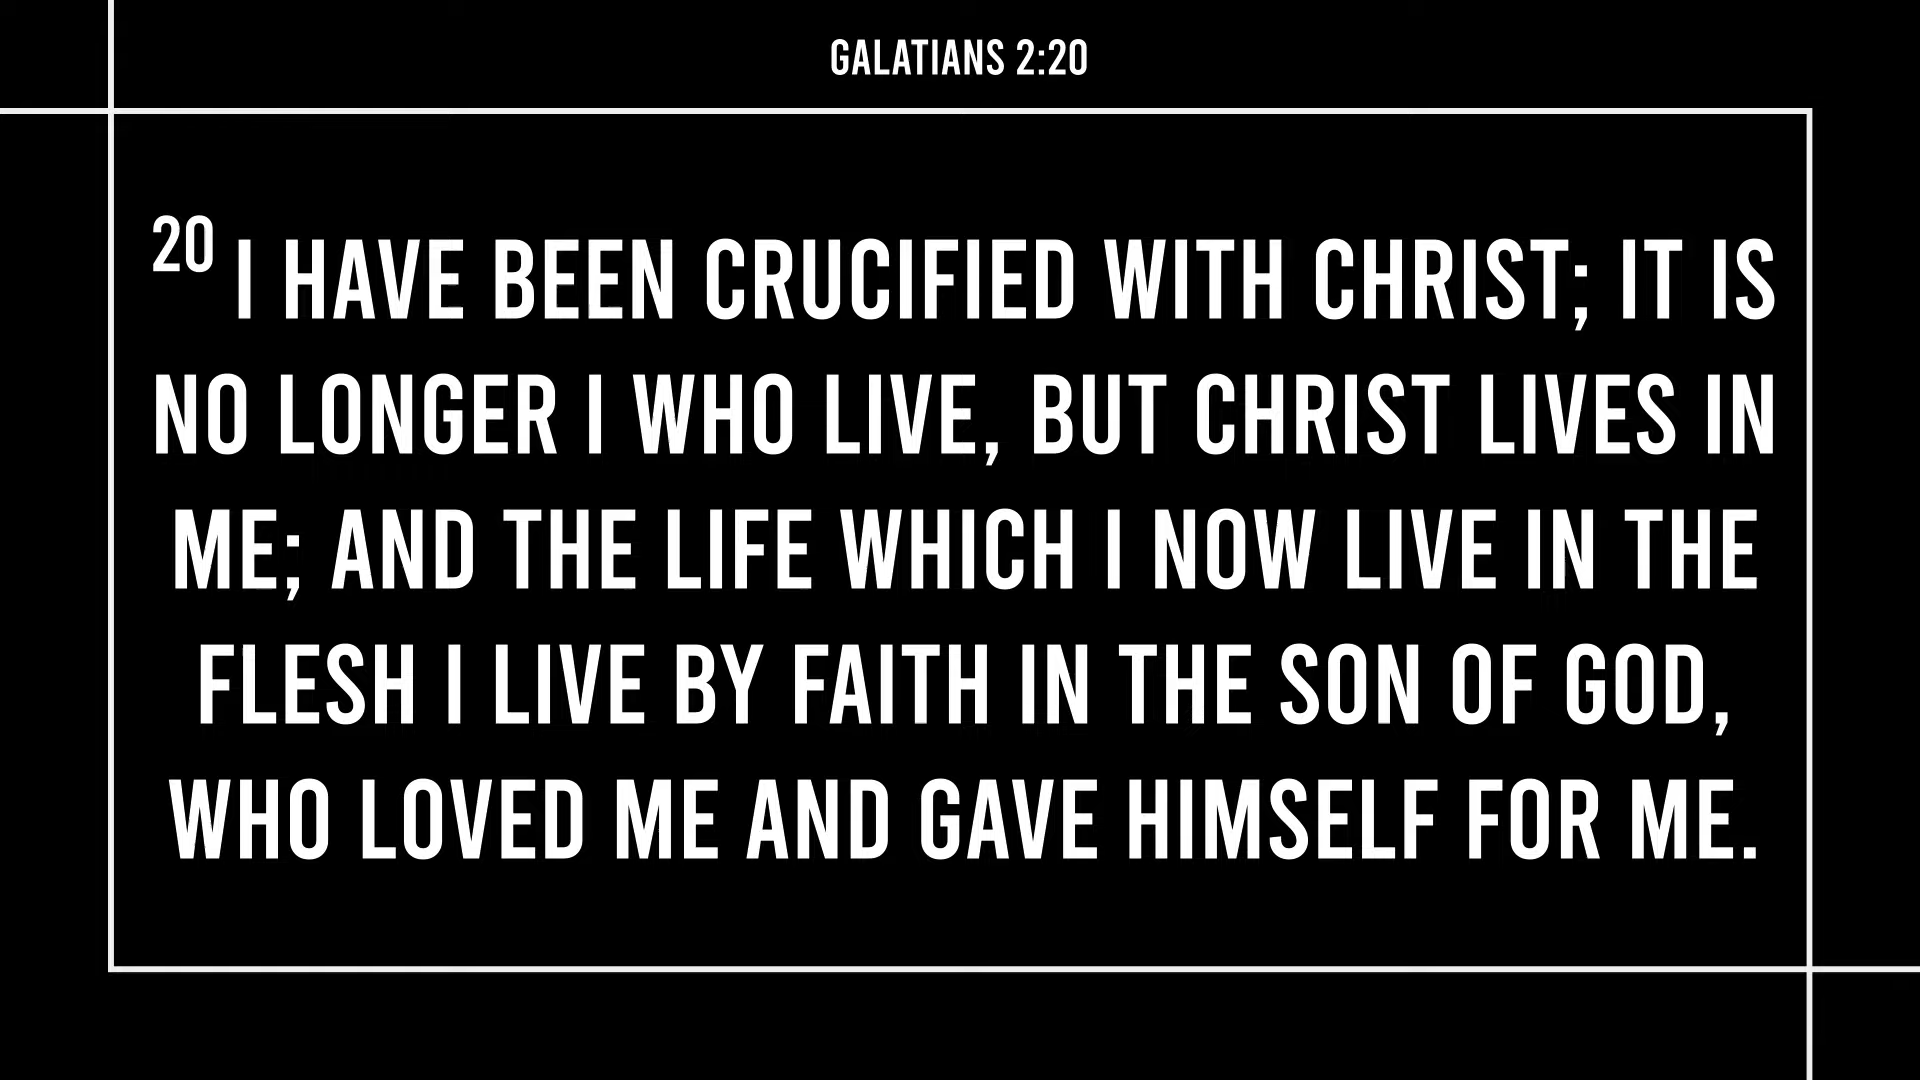 GALATIANS 2:20
20 I HAVE BEEN CRUCIFIED WITH CHRIST; IT IS
NO LONGER I WHO LIVE, BUT CHRIST LIVES IN
ME; AND THE LIFE WHICH I NOW LIVE IN THE
FLESH I LIVE BY FAITH IN THE SON OF GOD,
WHO LOVED ME AND GAVE HIMSELF FOR ME.